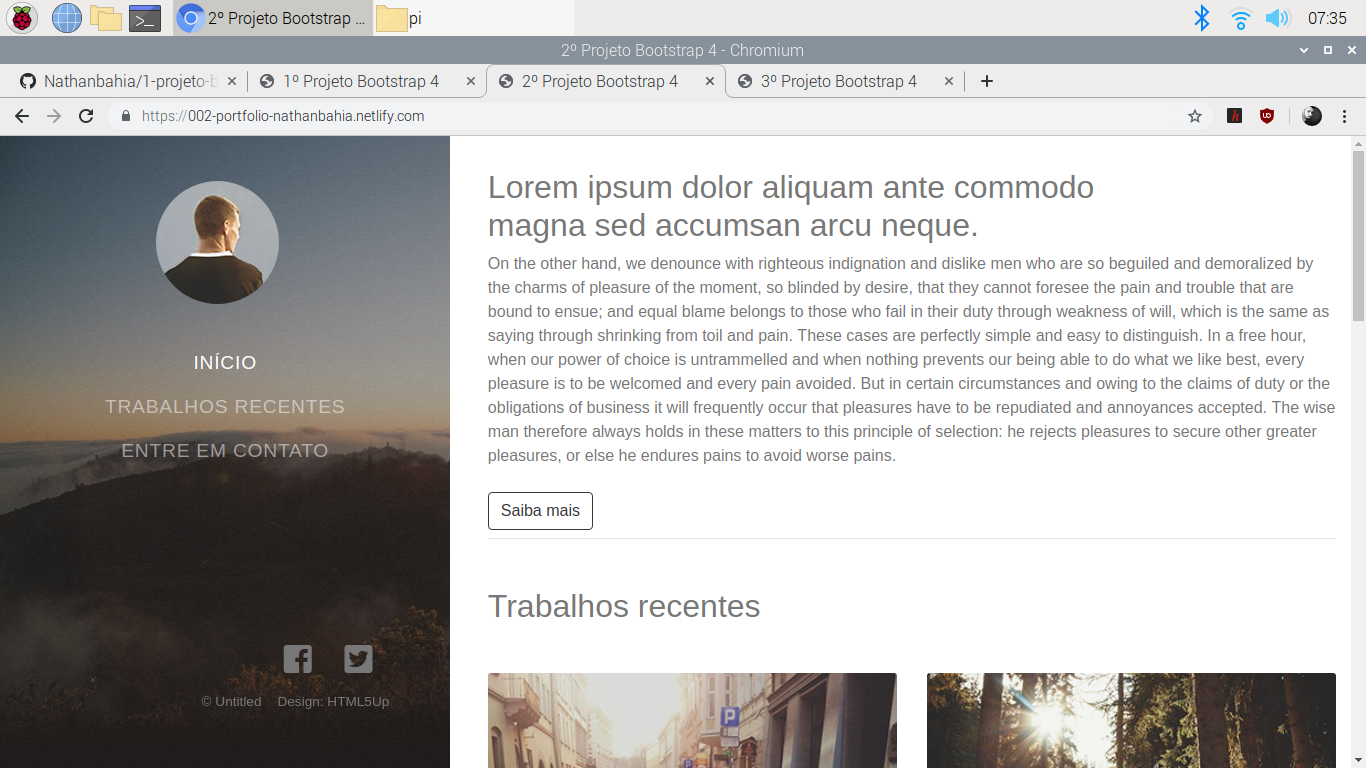 2º Projeto Bootstrap ...
pi
07:35
2º Projeto Bootstrap 4 - Chromium
Nathanbahia/1-projeto-b
1º Projeto Bootstrap 4
2º Projeto Bootstrap 4
3º Projeto Bootstrap 4
https://002-portfolio-nathanbahia.netlify.com
INÍCIO
TRABALHOS RECENTES
ENTRE EM CONTATO
© Untitled Design: HTML5Up
Lorem ipsum dolor aliquam ante commodo
magna sed accumsan arcu neque.
On the other hand, we denounce with righteous indignation and dislike men who are so beguiled and demoralized by
the charms of pleasure of the moment, so blinded by desire, that they cannot foresee the pain and trouble that are
bound to ensue; and equal blame belongs to those who fail in their duty through weakness of will, which is the same as
saying through shrinking from toil and pain. These cases are perfectly simple and easy to distinguish. In a free hour,
when our power of choice is untrammelled and when nothing prevents our being able to do what we like best, every
pleasure is to be welcomed and every pain avoided. But in certain circumstances and owing to the claims of duty or the
obligations of business it will frequently occur that pleasures have to be repudiated and annoyances accepted. The wise
man therefore always holds in these matters to this principle of selection: he rejects pleasures to secure other greater
pleasures, or else he endures pains to avoid worse pains.
Saiba mais
Trabalhos recentes
P